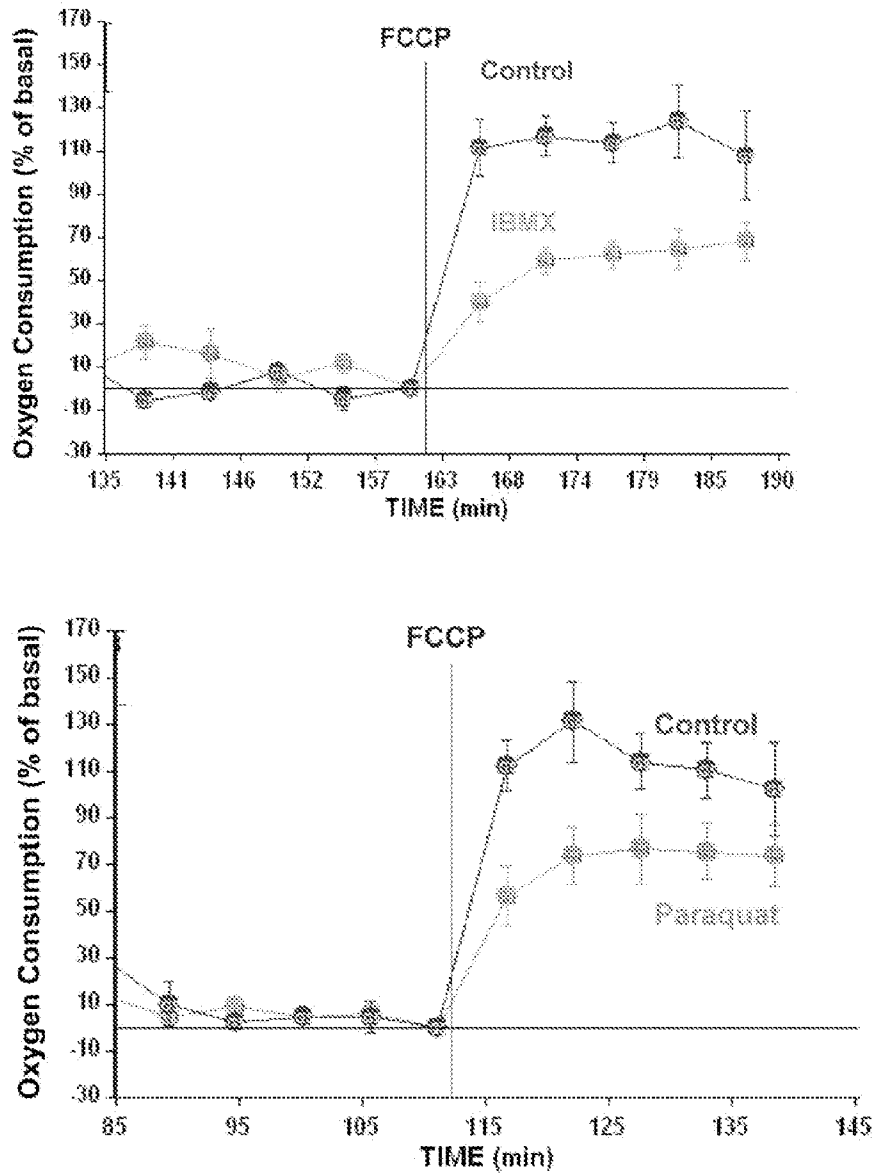 170
150
130
110
90
70
50
30
10
-10
-30
Oxygen Consumption (% of basal)
FCCP
Control
IBMX
135 141 146 152 157 163 168 174 179 185 190
TIME (min)
170
150
130
110
90
70
50
30
10
-10
-30
Oxygen Consumption (% of basal)
FCCP
Control
Paraquat
85 95 105 115 125 135 145
TIME (min)